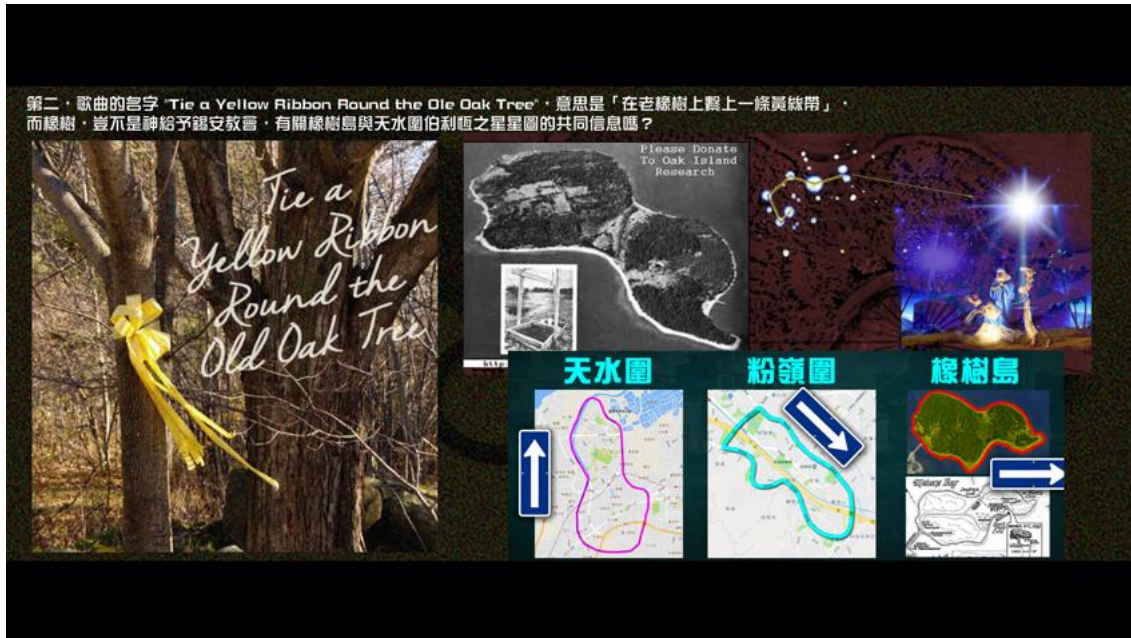 第二，歌曲的名字 "Tie a Yellow Ribbon Round the Ole Oak Tree"，意思是「在老橡樹上繫上一條黃絲帶」，
而橡樹，豈不是神給予錫安教會，有關橡樹島與天水圍伯利恆之星星圖的共同信息嗎？
Tie a
Yellow Ribbon
Round the
Old Oak Tree
Please Donate
To Oak Island
Research
http
天水圍
粉嶺圍
橡樹島